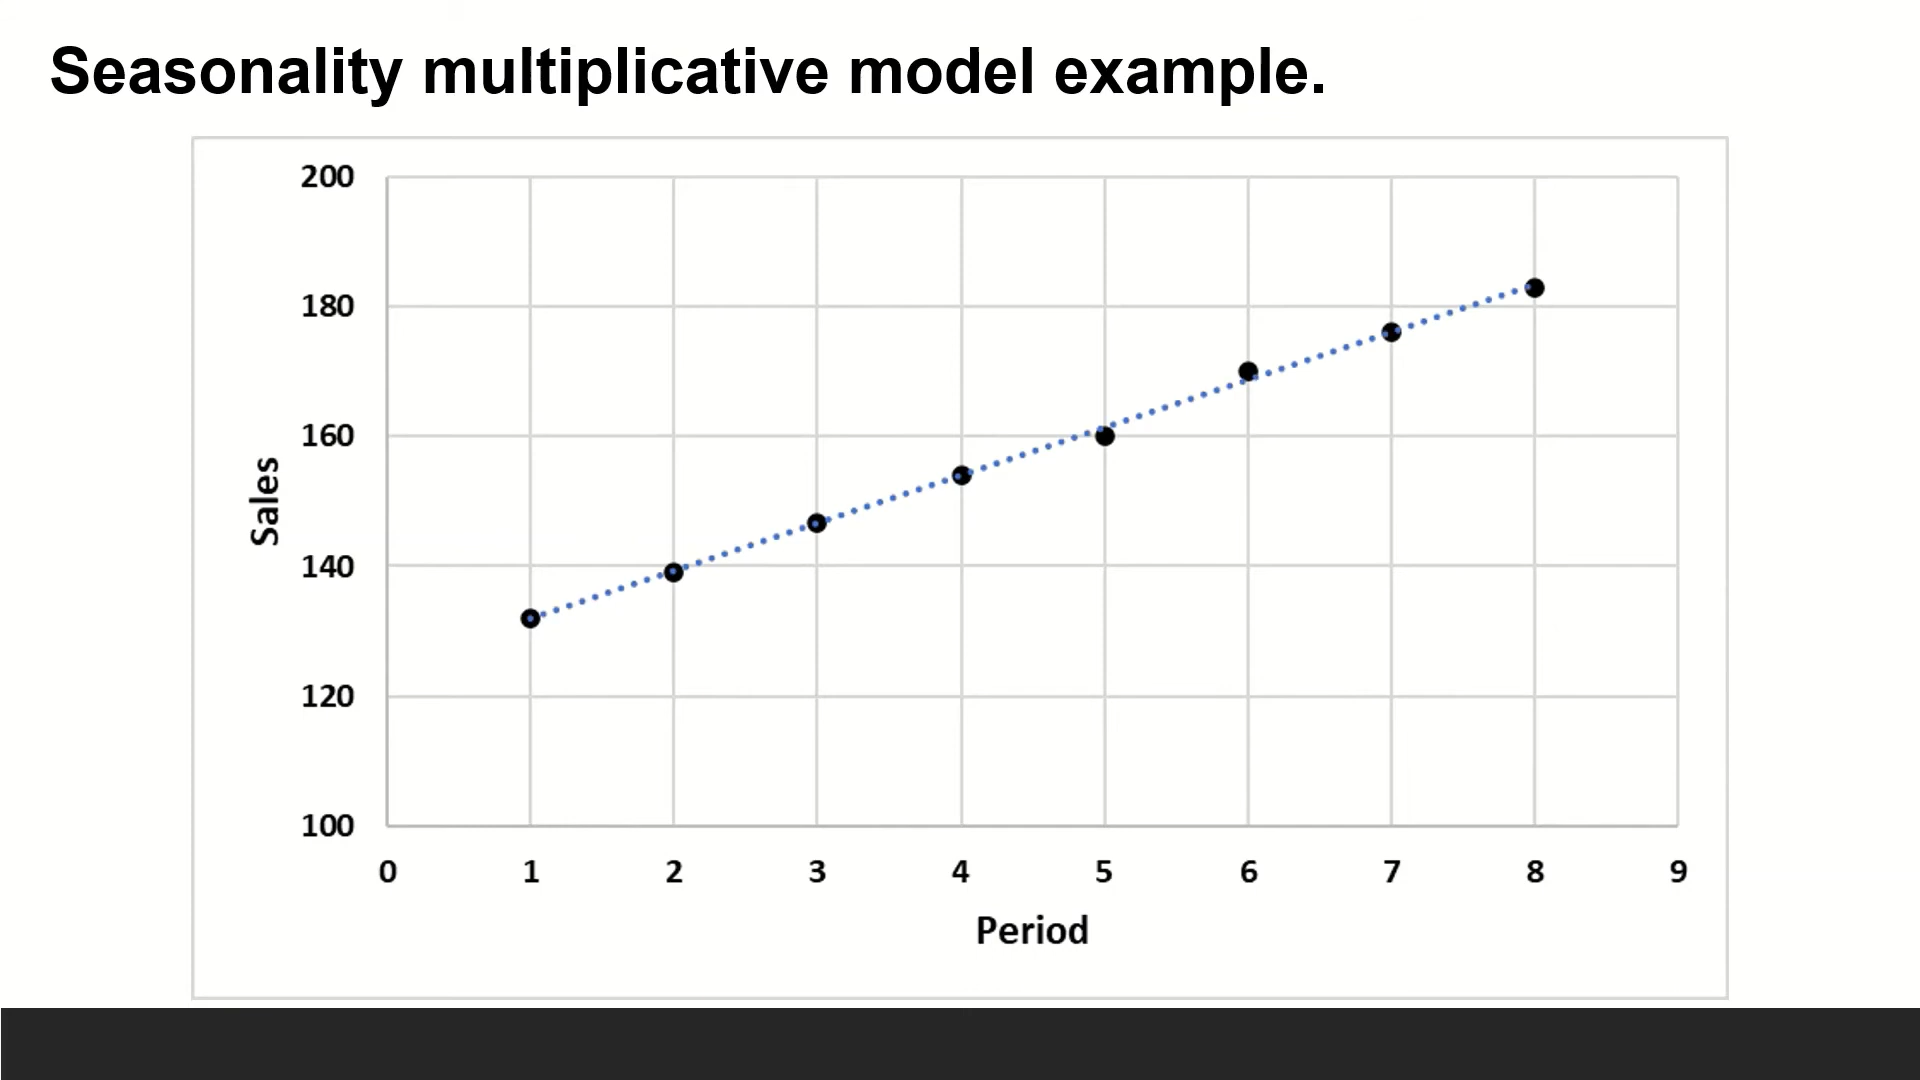 Seasonality multiplicative model example.
200
180
160
140
120
100
Sales
0 1 2 3 4 5 6 7 8 9
Period